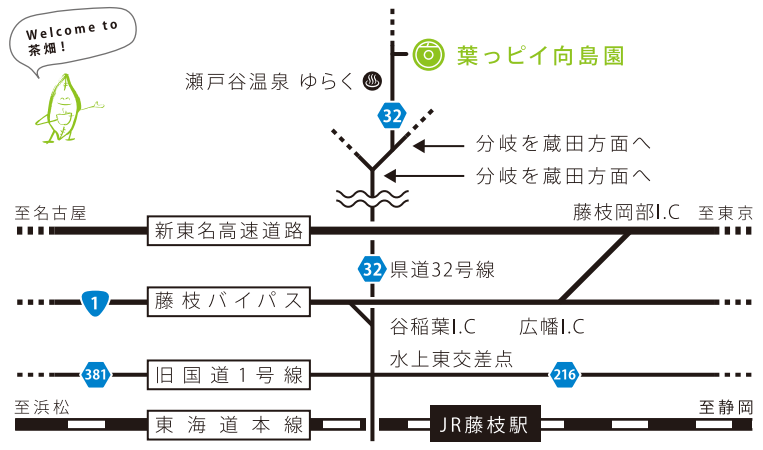 Welcome to
茶畑！
葉っピイ向島園
瀬戸谷温泉 ゆらく
32
分岐を蔵田方面へ
分岐を蔵田方面へ
至名古屋
藤枝岡部I.C
至東京
新東名高速道路
32
県道32号線
1
藤枝バイパス
谷稲葉I.C
広幡I.C
水上東交差点
381
旧国道1号線
216
至浜松
至静岡
東海道本線
JR藤枝駅